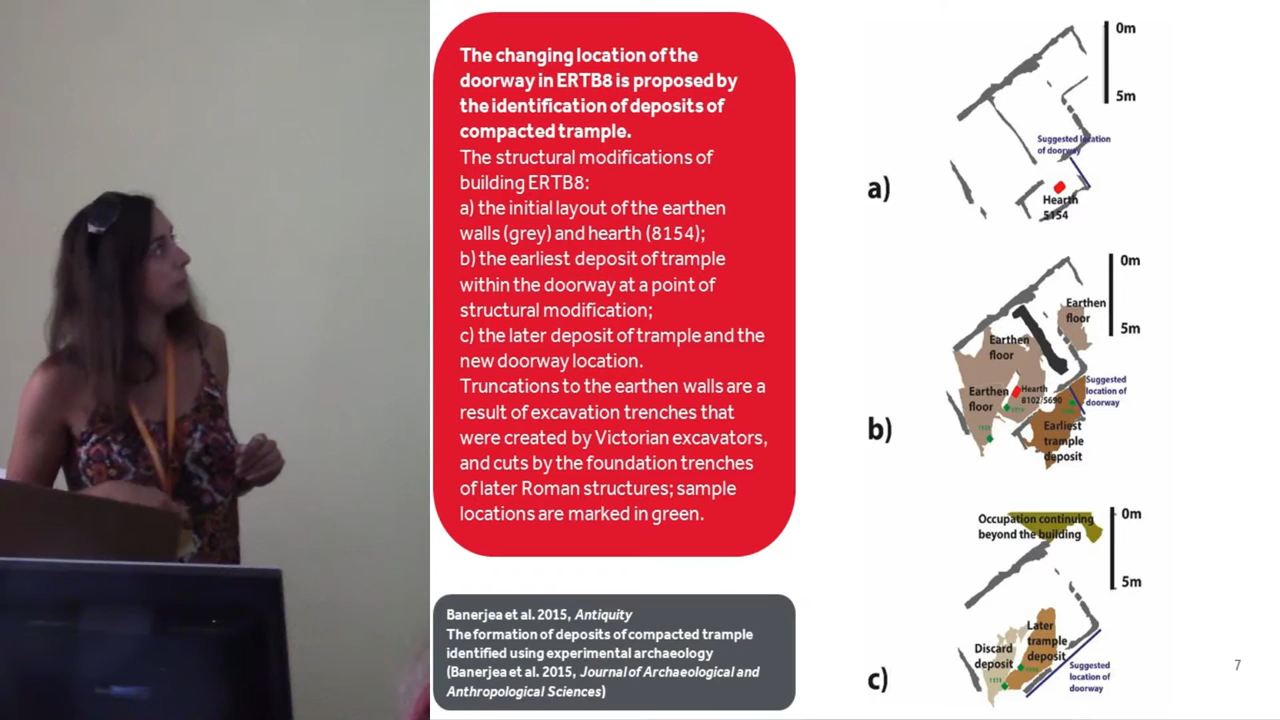 The changing location of the
doorway in ERTB8 is proposed by
the identification of deposits of
compacted trample.
The structural modifications of
building ERTB8:
a) the initial layout of the earthen
walls (grey) and hearth (8154);
b) the earliest deposit of trample
within the doorway at a point of
structural modification;
c) the later deposit of trample and the
new doorway location.
Truncations to the earthen walls are a
result of excavation trenches that
were created by Victorian excavators,
and cuts by the foundation trenches
of later Roman structures; sample
locations are marked in green.
Banerjea et al. 2015, Antiquity
The formation of deposits of compacted trample
identified using experimental archaeology
(Banerjea et al. 2015, Journal of Archaeological and
Anthropological Sciences)
a)
0m
5m
Suggested location
of doorway
Hearth
5154
b)
0m
5m
Earthen
floor
Earthen
floor
Earthen
floor
Hearth
8102/5690
Suggested
location of
doorway
Earliest
trample
deposit
c)
Occupation continuing
beyond the building
0m
5m
Later
trample
deposit
Discard
deposit
Suggested
location of
doorway
7